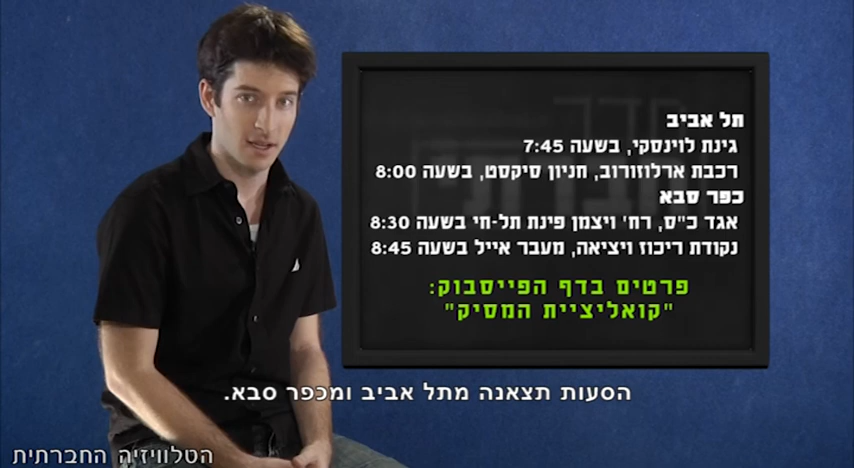 תל אביב
גינת לוינסקי, בשעה 7:45
רכבת ארלוזורוב, חניון סיקסט, בשעה 8:00
כפר סבא
אגד כ"ס, רח' ויצמן פינת תל-חי בשעה 8:30
נקודת ריכוז ויציאה, מעבר אייל בשעה 8:45
פרטים בדף הפייסבוק:
"קואליציית המסיק"
הסעות תצאנה מתל אביב ומכפר סבא.
הטלוויזיה החברתית